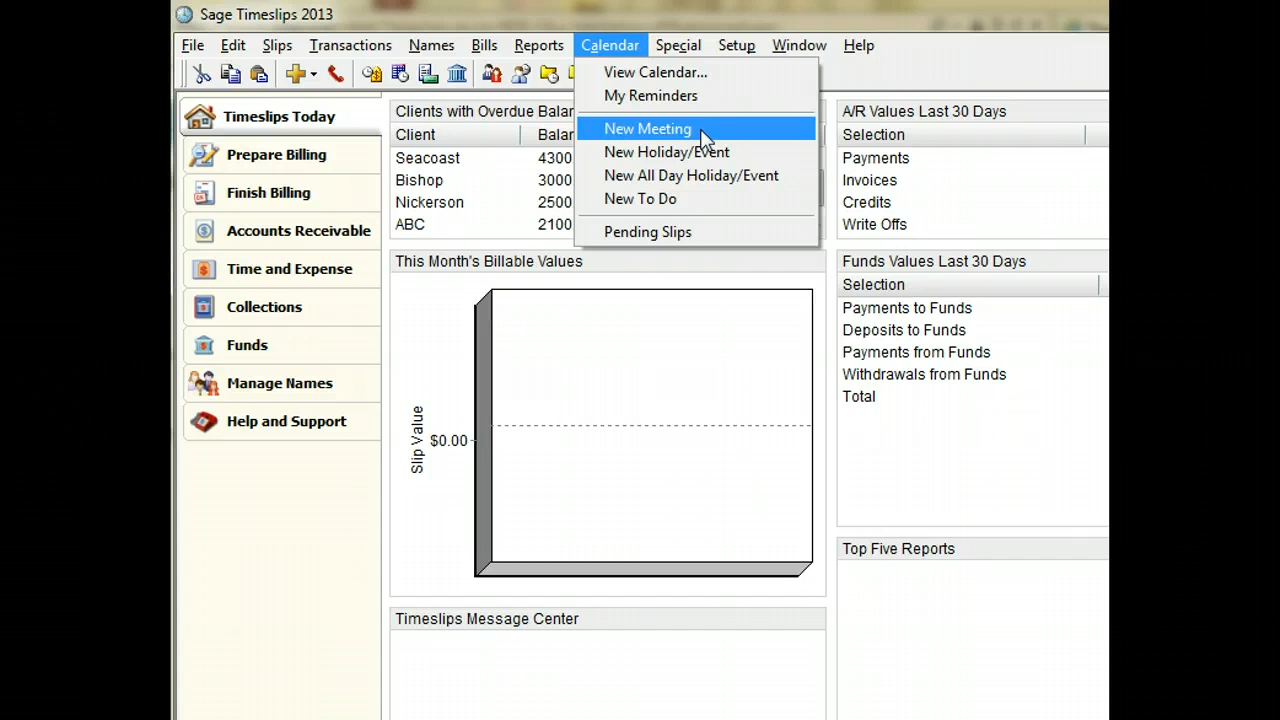 Sage Timeslips 2013
File Edit Slips Transactions Names Bills Reports Calendar Special Setup Window Help
View Calendar...
My Reminders
New Meeting
New Holiday/Event
New All Day Holiday/Event
New To Do
Pending Slips
Timeslips Today
Prepare Billing
Finish Billing
Accounts Receivable
Time and Expense
Collections
Funds
Manage Names
Help and Support
Clients with Overdue Balan
Client Balan
Seacoast 4300
Bishop 3000
Nickerson 2500
ABC 2100
This Month's Billable Values
Slip Value
$0.00
Timeslips Message Center
A/R Values Last 30 Days
Selection
Payments
Invoices
Credits
Write Offs
Funds Values Last 30 Days
Selection
Payments to Funds
Deposits to Funds
Payments from Funds
Withdrawals from Funds
Total
Top Five Reports